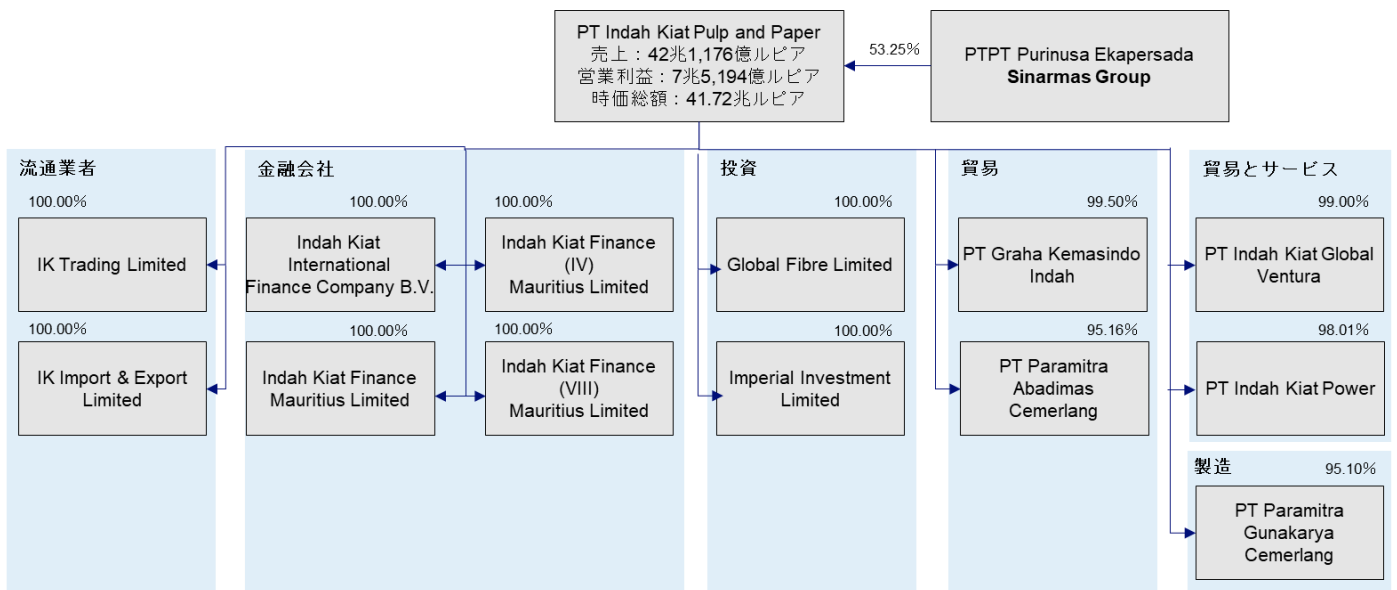 PT Indah Kiat Pulp and Paper
売上：42兆1,176億ルピア
営業利益：7兆5,194億ルピア
時価総額：41.72兆ルピア
53.25%
PTPT Purinusa Ekapersada
Sinarmas Group
流通業者
100.00%
IK Trading Limited
100.00%
IK Import & Export
Limited
金融会社
100.00%
Indah Kiat
International
Finance Company B.V.
100.00%
Indah Kiat Finance
(IV)
Mauritius Limited
100.00%
Indah Kiat Finance
Mauritius Limited
100.00%
Indah Kiat Finance
(VIII)
Mauritius Limited
投資
100.00%
Global Fibre Limited
100.00%
Imperial Investment
Limited
貿易
99.50%
PT Graha Kemasindo
Indah
95.16%
PT Paramitra
Abadimas
Cemerlang
貿易とサービス
99.00%
PT Indah Kiat Global
Ventura
98.01%
PT Indah Kiat Power
製造
95.10%
PT Paramitra
Gunakarya
Cemerlang